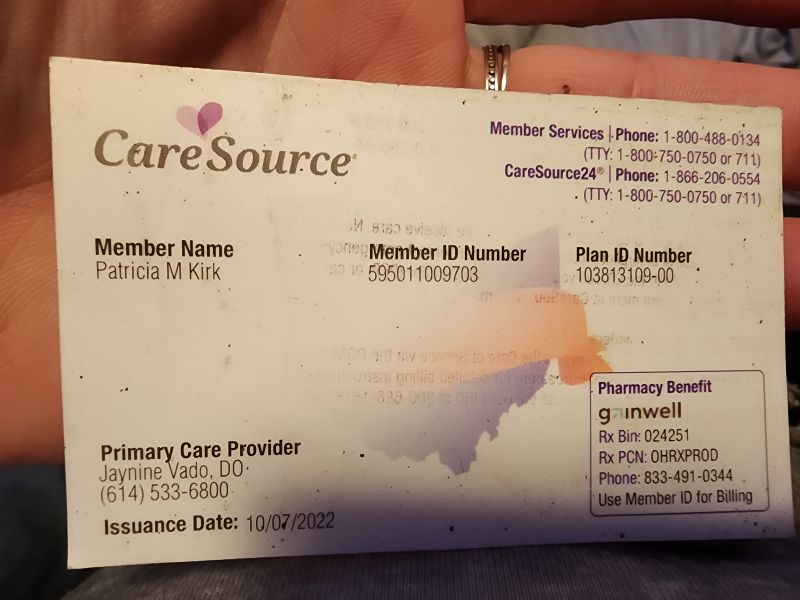 CareSource
Member Services | Phone: 1-800-488-0134
(TTY: 1-800-750-0750 or 711)
CareSource24® | Phone: 1-866-206-0554
(TTY: 1-800-750-0750 or 711)
Member Name
Patricia M Kirk
Member ID Number
595011009703
Plan ID Number
103813109-00
Primary Care Provider
Jaynine Vado, DO
(614) 533-6800
Issuance Date: 10/07/2022
Pharmacy Benefit
gainwell
Rx Bin: 024251
Rx PCN: OHRXPROD
Phone: 833-491-0344
Use Member ID for Billing